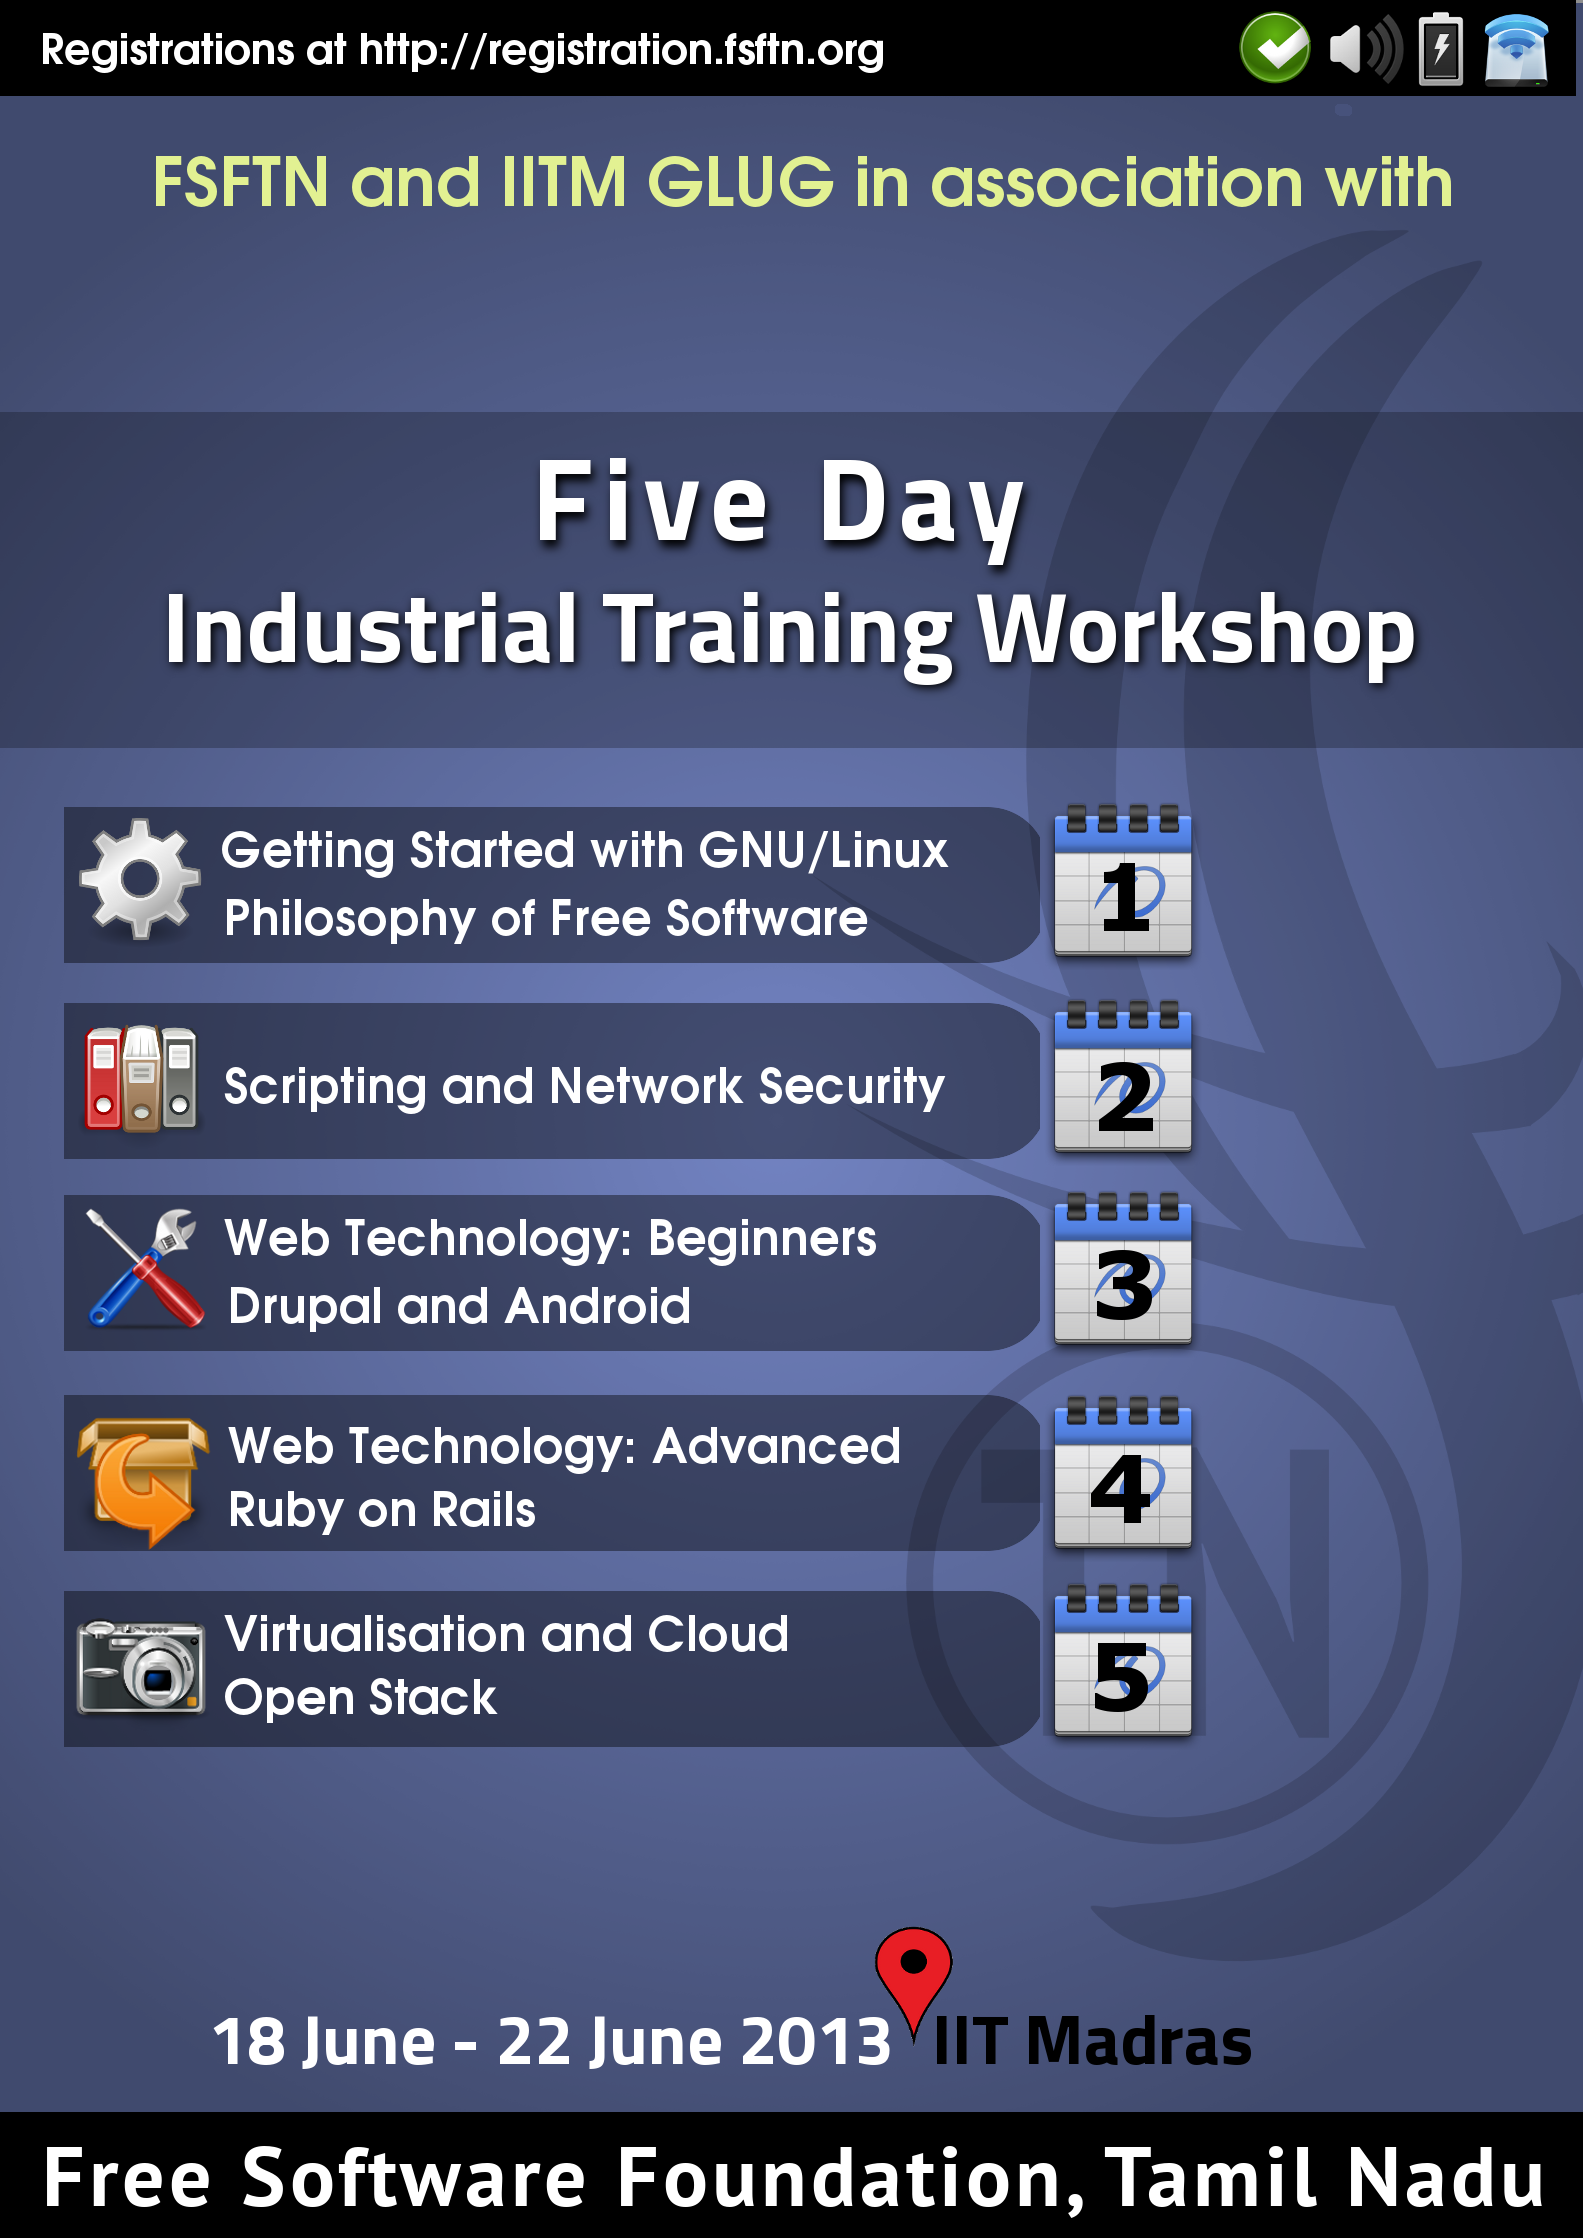 Registrations at http://registration.fsftn.org
FSFTN and IITM GLUG in association with
Five Day
Industrial Training Workshop
Getting Started with GNU/Linux
Philosophy of Free Software
1
Scripting and Network Security
2
Web Technology: Beginners
Drupal and Android
3
Web Technology: Advanced
Ruby on Rails
4
Virtualisation and Cloud
Open Stack
5
TN
18 June - 22 June 2013 IIT Madras
Free Software Foundation, Tamil Nadu